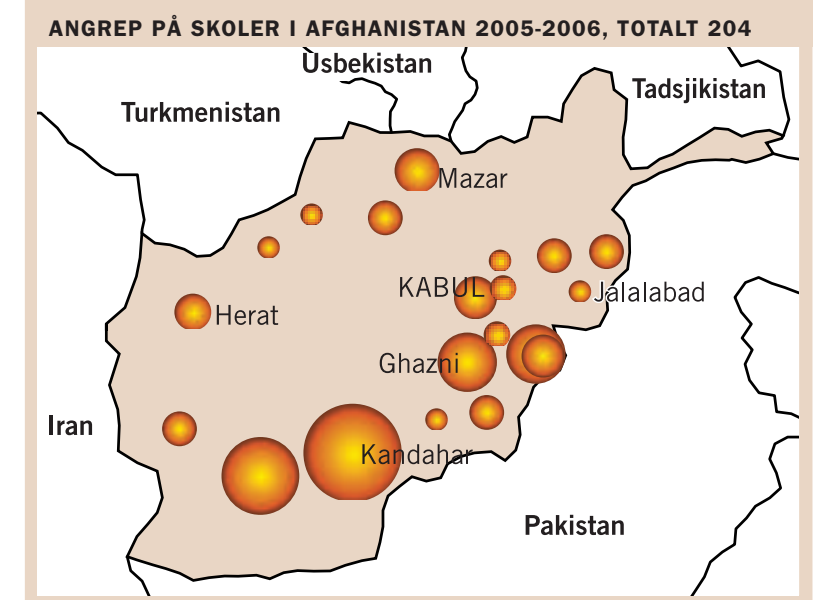 ANGREP PÅ SKOLER I AFGHANISTAN 2005-2006, TOTALT 204
Usbekistan
Tadsjikistan
Turkmenistan
Mazar
KABUL
Jalalabad
Herat
Ghazni
Iran
Kandahar
Pakistan